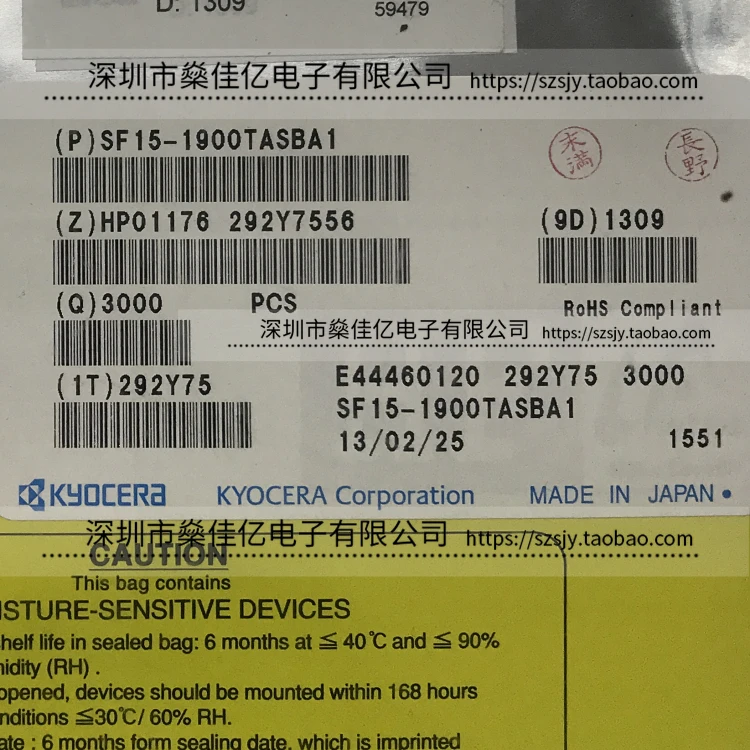 D: 1309
59479
深圳市燊佳亿电子有限公司 https://szsjy.taobao.com
(P)SF15-1900TASBA1
末満
長野
(Z)HP01176 292Y7556
(9D)1309
(Q)3000 PCS
RoHS Compliant
深圳市燊佳亿电子有限公司 https://szsjy.taobao.com
(1T)292Y75
E44460120 292Y75 3000
SF15-1900TASBA1
13/02/25
1551
KYOCERA KYOCERA Corporation MADE IN JAPAN
深圳市燊佳亿电子有限公司 https://szsjy.taobao.com
CAUTION
This bag contains
ISTURE-SENSITIVE DEVICES
helf life in sealed bag: 6 months at ≦ 40℃ and ≦ 90%
nidity (RH) .
opened, devices should be mounted within 168 hours
nditions ≦30℃/ 60% RH.
ate : 6 months form sealing date, which is imprinted